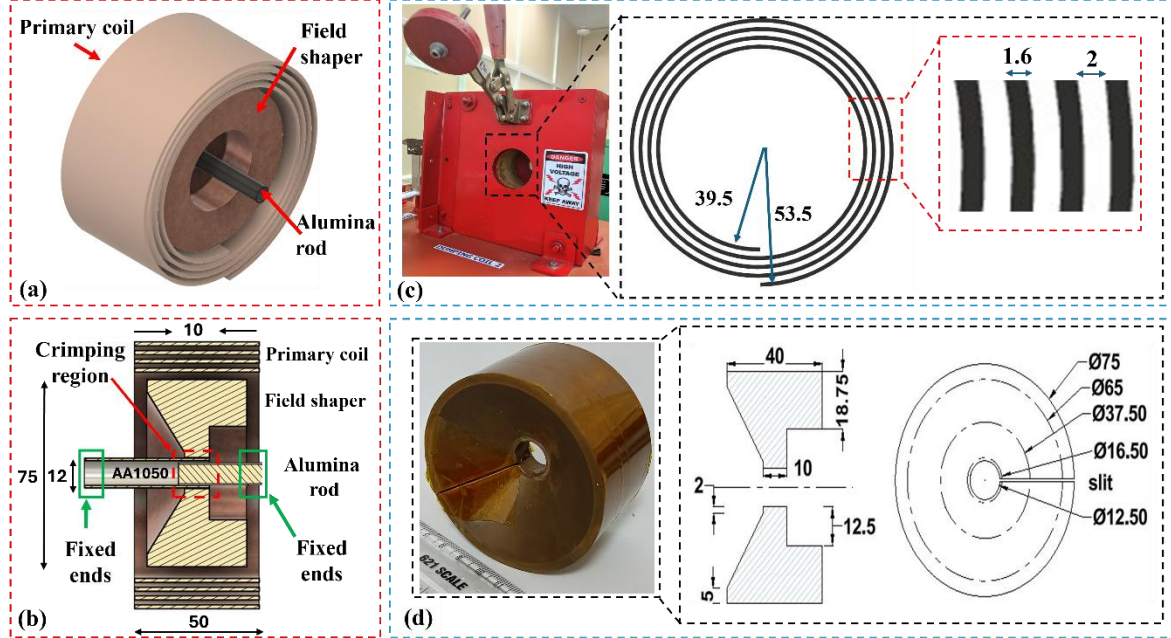 Primary coil
Field
shaper
Alumina
rod
(a)
10
Crimping
region
Primary coil
Field shaper
75
12
AA1050
Alumina
rod
Fixed
ends
Fixed
ends
50
(b)
DANGER
HIGH
VOLTAGE
KEEP AWAY
39.5
53.5
1.6
2
(c)
621 SCALE
40
18.75
10
2
12.5
5
Ø75
Ø65
Ø37.50
Ø16.50
slit
Ø12.50
(d)